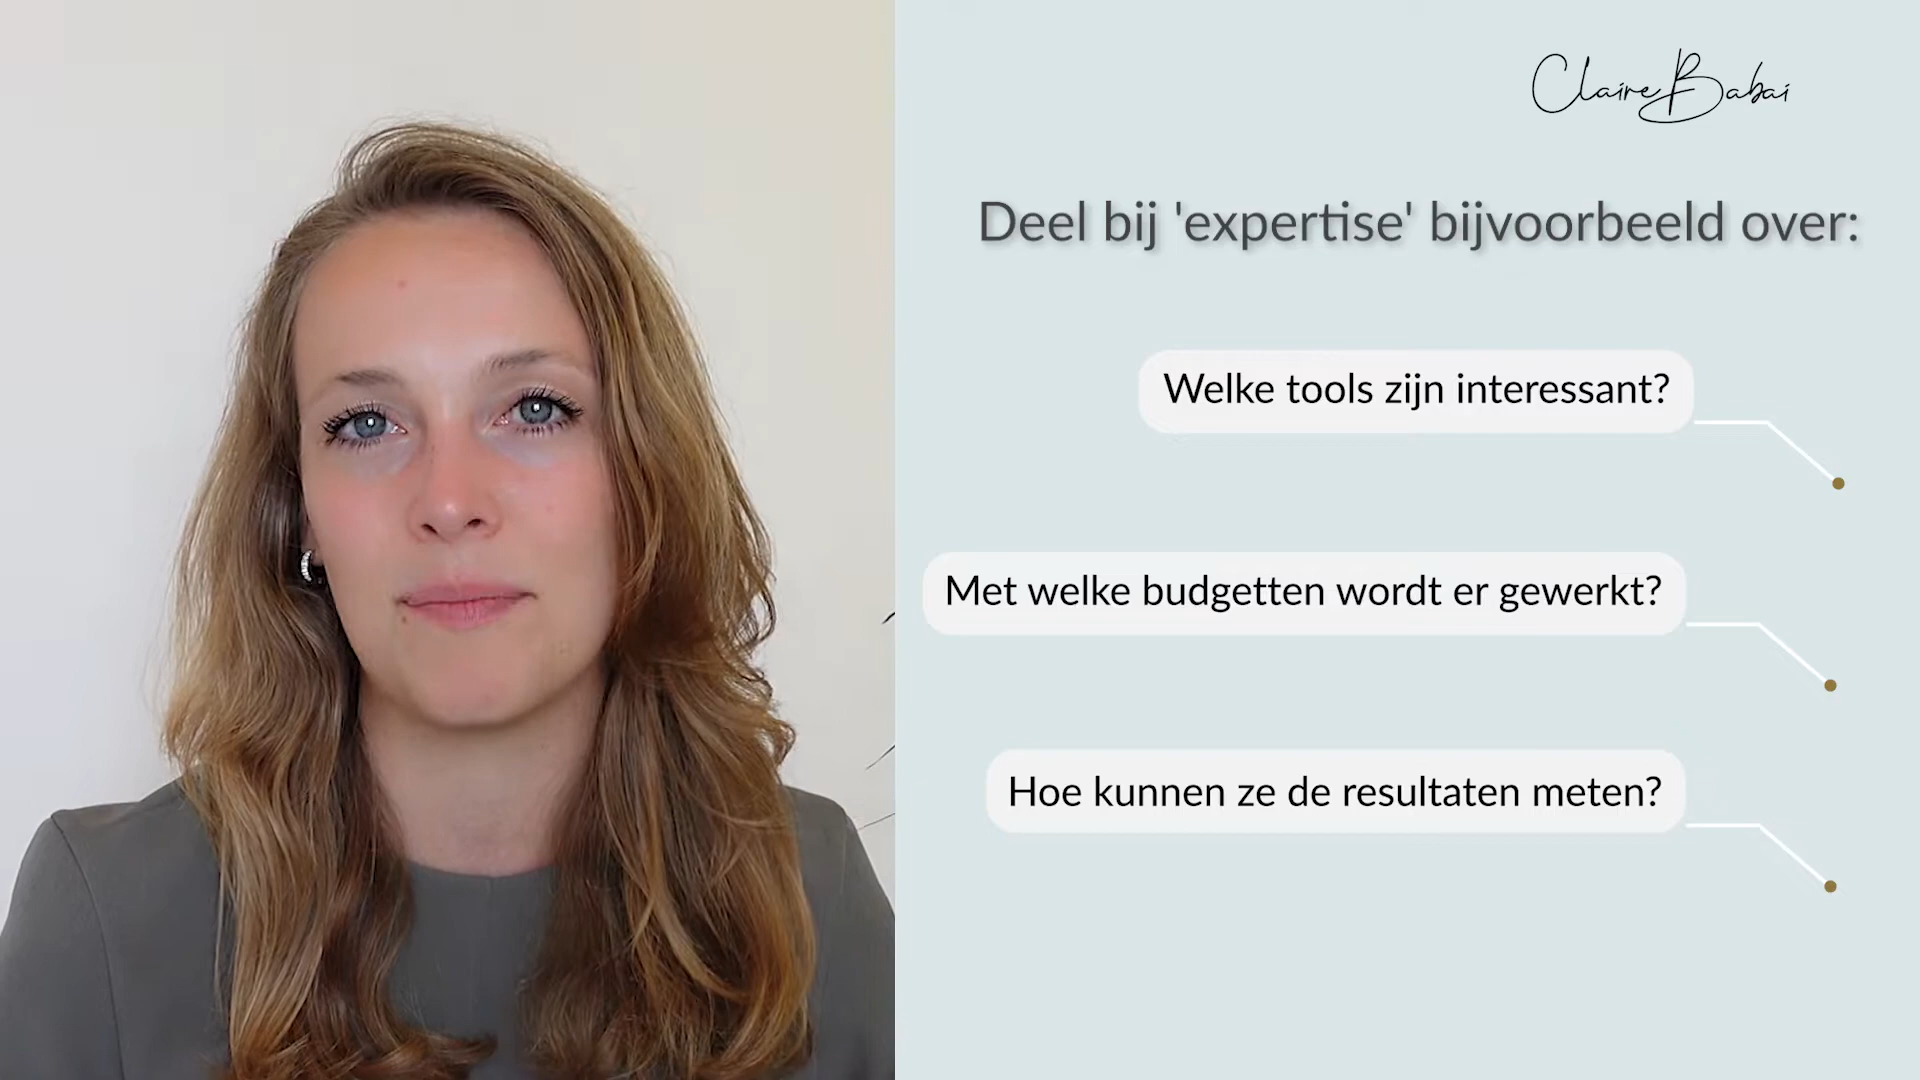 Claire Babai
Deel bij 'expertise' bijvoorbeeld over:
Welke tools zijn interessant?
Met welke budgetten wordt er gewerkt?
Hoe kunnen ze de resultaten meten?